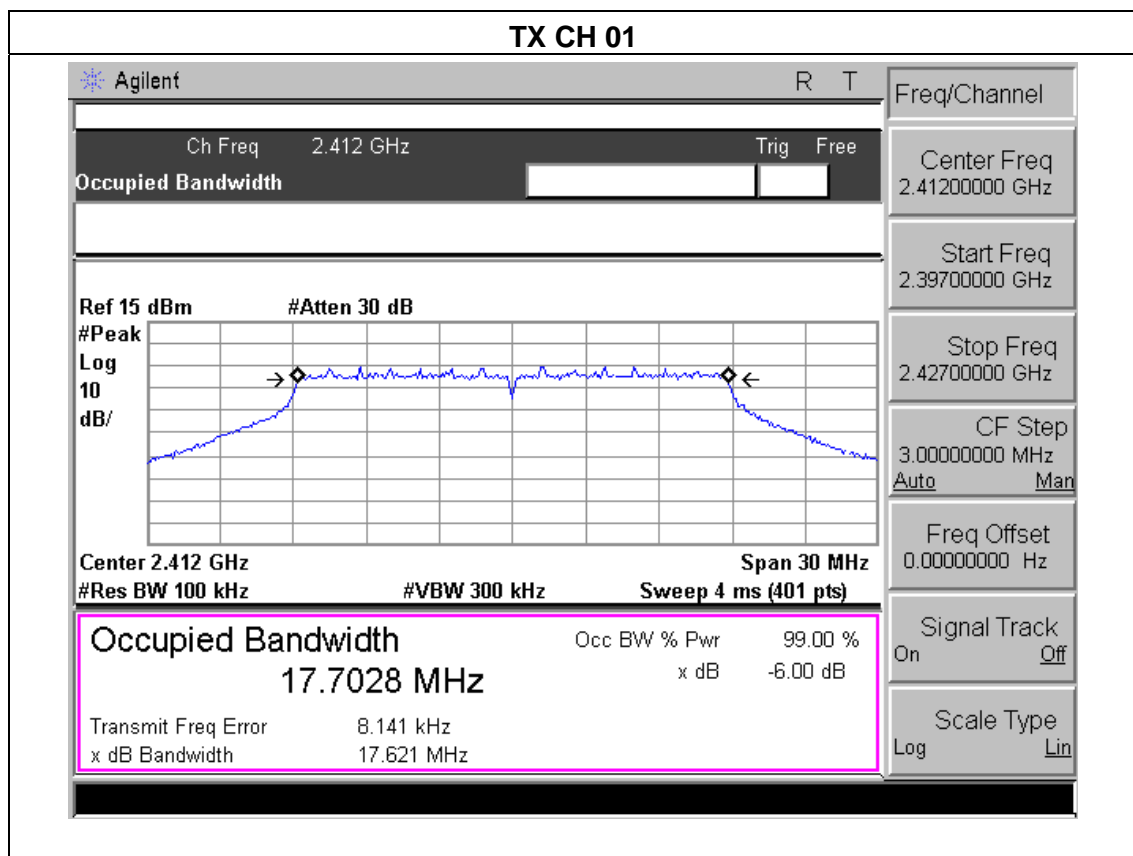 TX CH 01
Agilent R T
Ch Freq 2.412 GHz Trig Free
Occupied Bandwidth
Ref 15 dBm #Atten 30 dB
#Peak
Log
10
dB/
Center 2.412 GHz Span 30 MHz
#Res BW 100 kHz #VBW 300 kHz Sweep 4 ms (401 pts)
Occupied Bandwidth Occ BW % Pwr 99.00 %
17.7028 MHz x dB -6.00 dB
Transmit Freq Error 8.141 kHz
x dB Bandwidth 17.621 MHz
Freq/Channel
Center Freq
2.41200000 GHz
Start Freq
2.39700000 GHz
Stop Freq
2.42700000 GHz
CF Step
3.00000000 MHz
Auto Man
Freq Offset
0.00000000 Hz
Signal Track
On Off
Scale Type
Log Lin